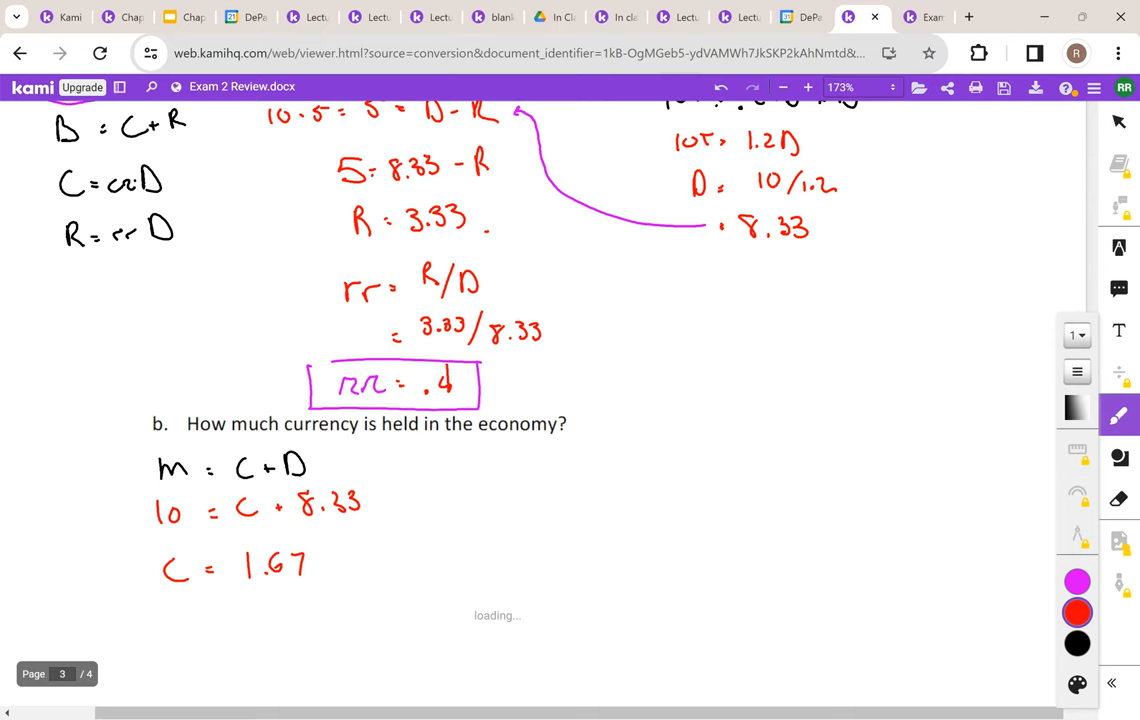 Kami
Chap
Chap
DePa
Lectu
Lectu
Lectu
blank
In Cla
In clas
Lectu
Lectu
DePa
Exam
web.kamihq.com/web/viewer.html?source=conversion&document_identifier=1kB-OgMGeb5-ydVAMWh7JkSKP2kAhNmtd&...
R
kami Upgrade Exam 2 Review.docx 173% RR
B = C+R
C = D
R = rr D
10.5 = 5 = D - R
5 = 8.33 - R
R = 3.33
rr = R/D
= 3.33/8.33
rr = .4
10T = 1.2D
D = 10/1.2
8.33
b. How much currency is held in the economy?
m = C + D
10 = C + 8.33
C = 1.67
loading...
Page 3 / 4
1
T